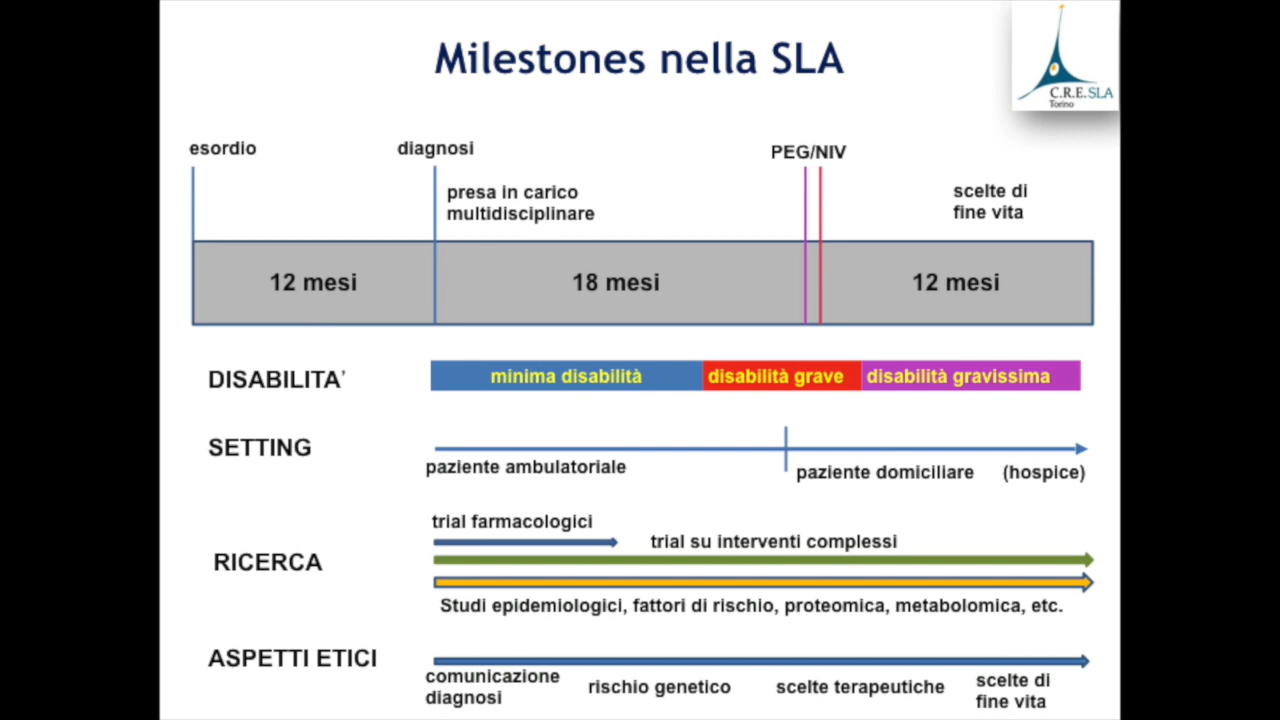 Milestones nella SLA
C.R.E.SLA
Torino
esordio
diagnosi
PEG/NIV
presa in carico
multidisciplinare
scelte di
fine vita
12 mesi
18 mesi
12 mesi
DISABILITA’
minima disabilità
disabilità grave
disabilità gravissima
SETTING
paziente ambulatoriale
paziente domiciliare
(hospice)
trial farmacologici
trial su interventi complessi
RICERCA
Studi epidemiologici, fattori di rischio, proteomica, metabolomica, etc.
ASPETTI ETICI
comunicazione
diagnosi
rischio genetico
scelte terapeutiche
scelte di
fine vita